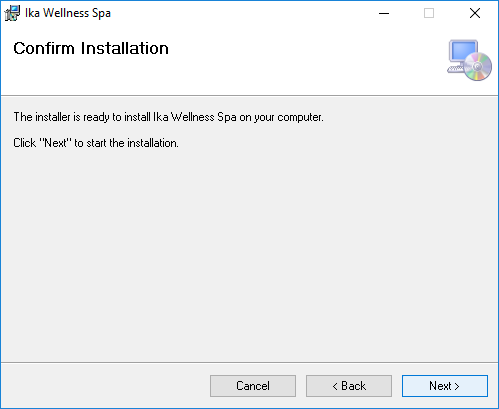 Ika Wellness Spa
Confirm Installation
The installer is ready to install Ika Wellness Spa on your computer.
Click "Next" to start the installation.
Cancel
< Back
Next >